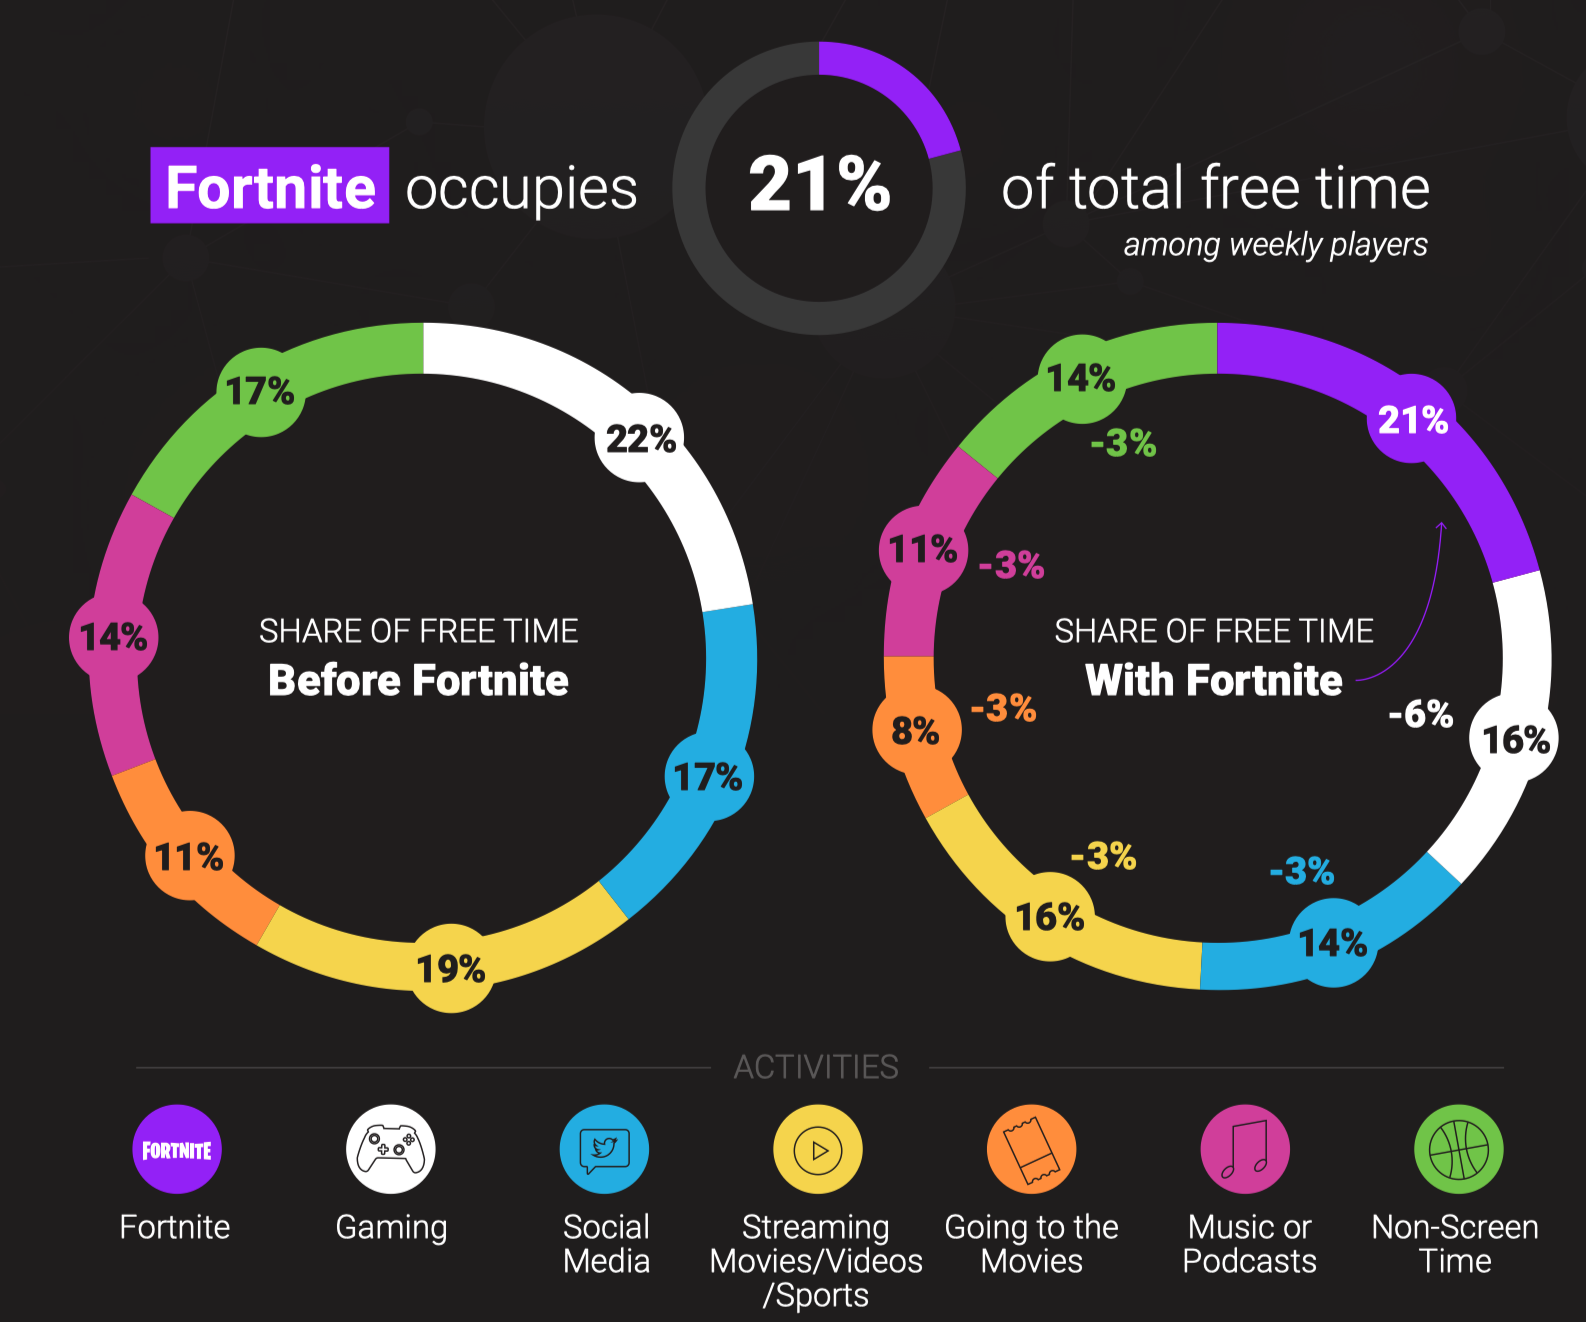 Fortnite occupies 21% of total free time
among weekly players
17%
22%
14%
17%
11%
19%
SHARE OF FREE TIME
Before Fortnite
14%
-3%
21%
11%
-3%
8%
-3%
-6%
16%
16%
-3%
14%
-3%
SHARE OF FREE TIME
With Fortnite
ACTIVITIES
FORTNITE
Fortnite
Gaming
Social
Media
Streaming
Movies/Videos
/Sports
Going to the
Movies
Music or
Podcasts
Non-Screen
Time